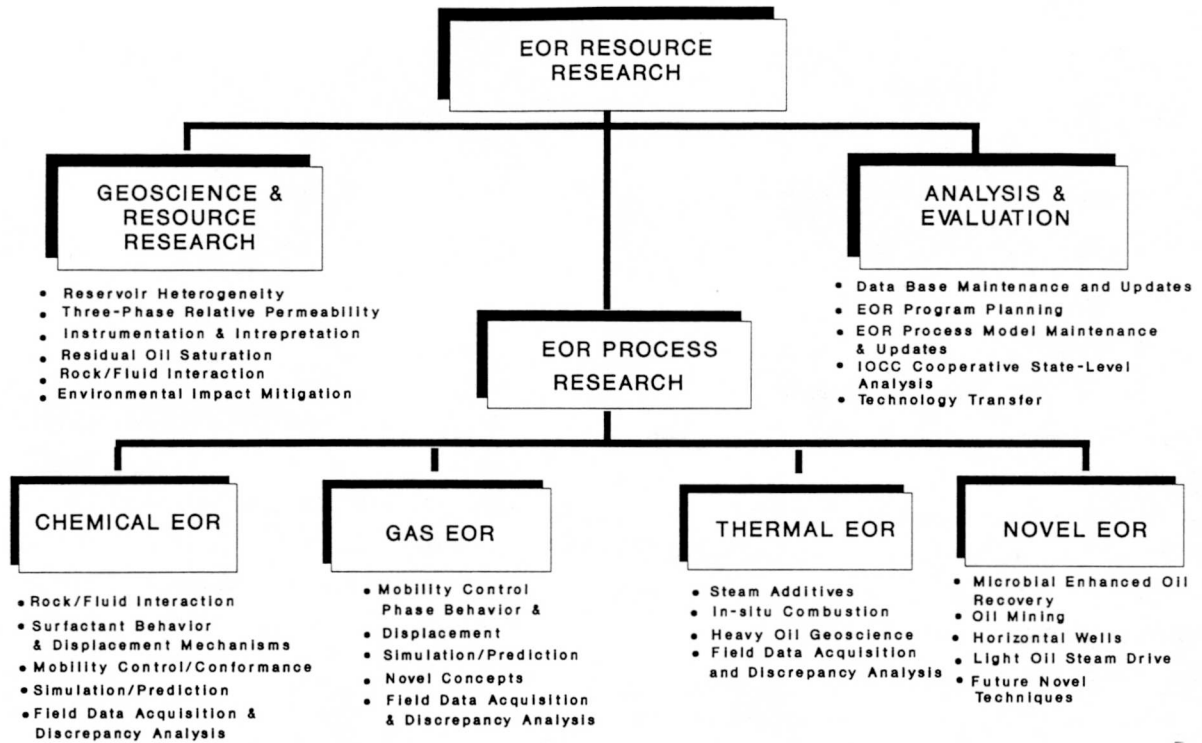 EOR RESOURCE
RESEARCH
GEOSCIENCE &
RESOURCE
RESEARCH
• Reservoir Heterogeneity
• Three-Phase Relative Permeability
• Instrumentation & Intrepretation
• Residual Oil Saturation
• Rock/Fluid Interaction
• Environmental Impact Mitigation
ANALYSIS &
EVALUATION
• Data Base Maintenance and Updates
• EOR Program Planning
• EOR Process Model Maintenance
& Updates
• IOCC Cooperative State-Level
Analysis
• Technology Transfer
EOR PROCESS
RESEARCH
CHEMICAL EOR
• Rock/Fluid Interaction
• Surfactant Behavior
& Displacement Mechanisms
• Mobility Control/Conformance
• Simulation/Prediction
• Field Data Acquisition &
Discrepancy Analysis
GAS EOR
• Mobility Control
Phase Behavior &
• Displacement
• Simulation/Prediction
• Novel Concepts
• Field Data Acquisition
& Discrepancy Analysis
THERMAL EOR
• Steam Additives
• In-situ Combustion
• Heavy Oil Geoscience
• Field Data Acquisition
and Discrepancy Analysis
NOVEL EOR
• Microbial Enhanced Oil
Recovery
• Oil Mining
• Horizontal Wells
• Light Oil Steam Drive
• Future Novel
Techniques